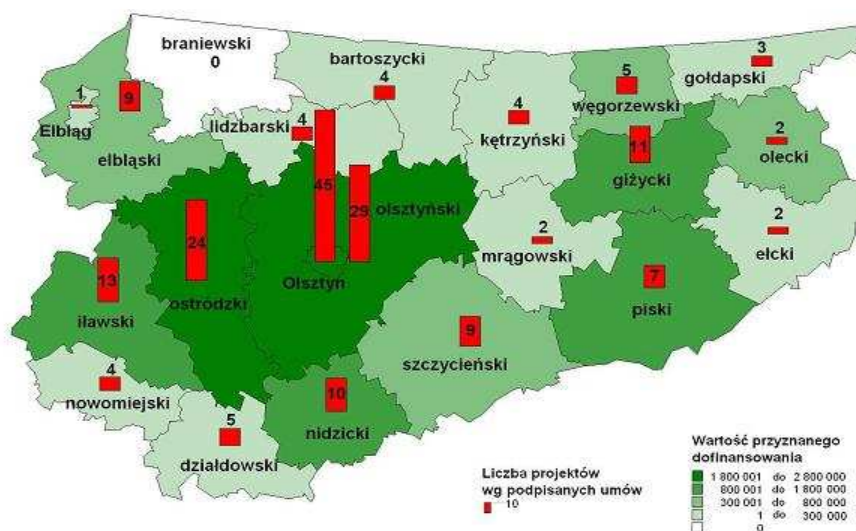 braniewski
0
bartoszycki
4
3
gołdapski
5
węgorzewski
1
Elbląg
9
elbląski
lidzbarski
4
4
kętrzyński
11
giżycki
2
olecki
45
29
olsztyński
Olsztyn
2
mrągowski
2
ełcki
24
ostródzki
13
iławski
7
piski
9
szczycieński
4
nowomiejski
10
nidzicki
5
działdowski
Liczba projektów
wg podpisanych umów
10
Wartość przyznanego
dofinansowania
1 800 001 do 2 800 000
800 001 do 1 800 000
300 001 do 800 000
1 do 300 000
0